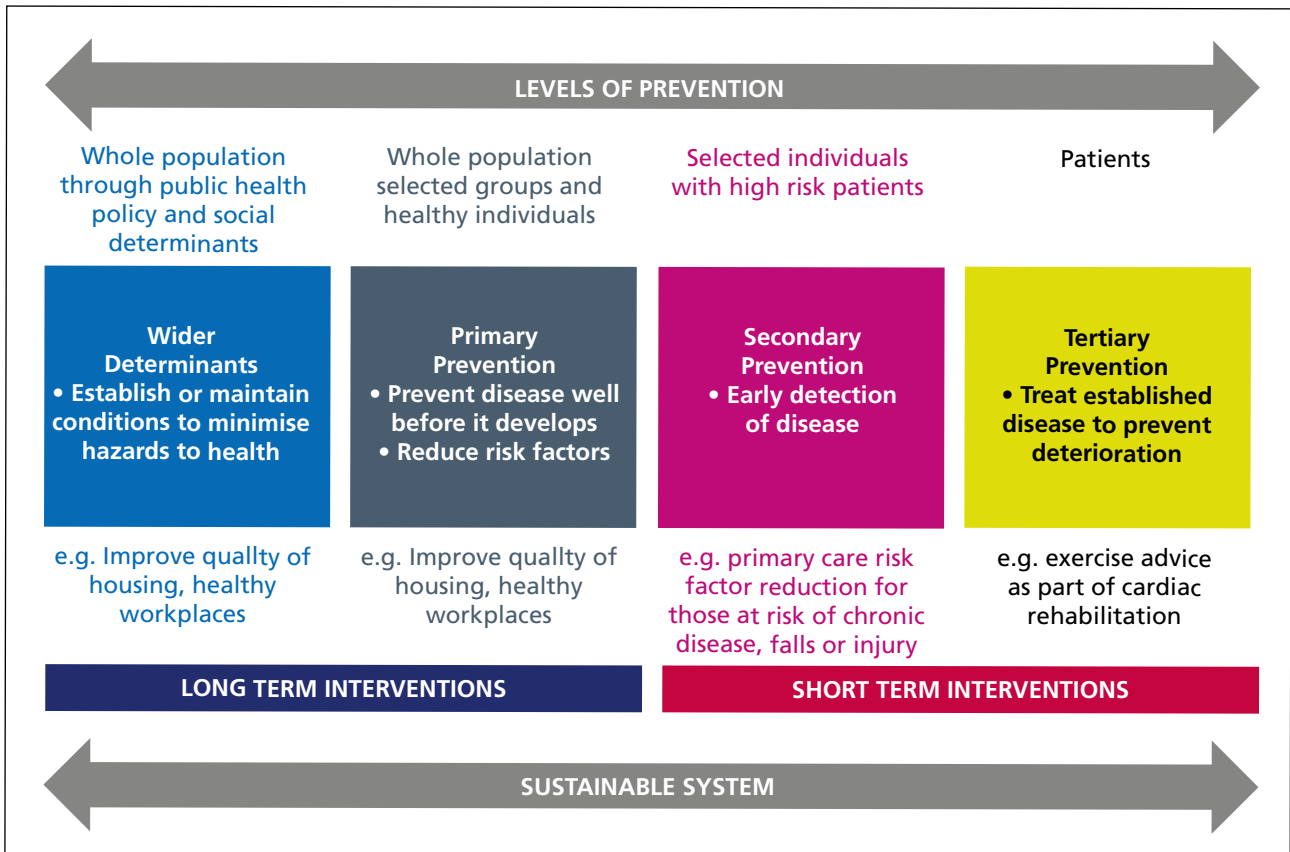 LEVELS OF PREVENTION
Whole population
through public health
policy and social
determinants
Whole population
selected groups and
healthy individuals
Selected individuals
with high risk patients
Patients
Wider
Determinants
• Establish or maintain
conditions to minimise
hazards to health
Primary
Prevention
• Prevent disease well
before it develops
• Reduce risk factors
Secondary
Prevention
• Early detection
of disease
Tertiary
Prevention
• Treat established
disease to prevent
deterioration
e.g. Improve quallty of
housing, healthy
workplaces
e.g. Improve quallty of
housing, healthy
workplaces
e.g. primary care risk
factor reduction for
those at risk of chronic
disease, falls or injury
e.g. exercise advice
as part of cardiac
rehabilitation
LONG TERM INTERVENTIONS
SHORT TERM INTERVENTIONS
SUSTAINABLE SYSTEM